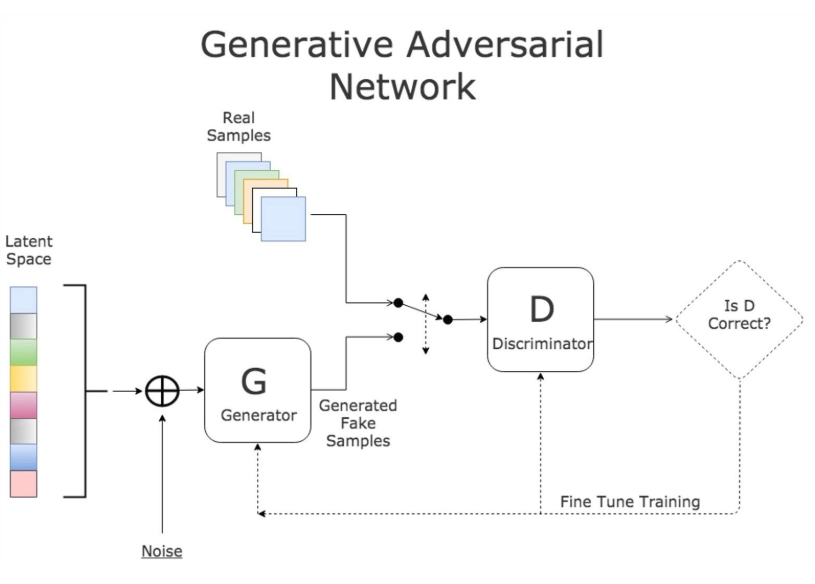 Generative Adversarial
Network
Real
Samples
Latent
Space
D
Discriminator
Is D
Correct?
G
Generator
Generated
Fake
Samples
Fine Tune Training
Noise